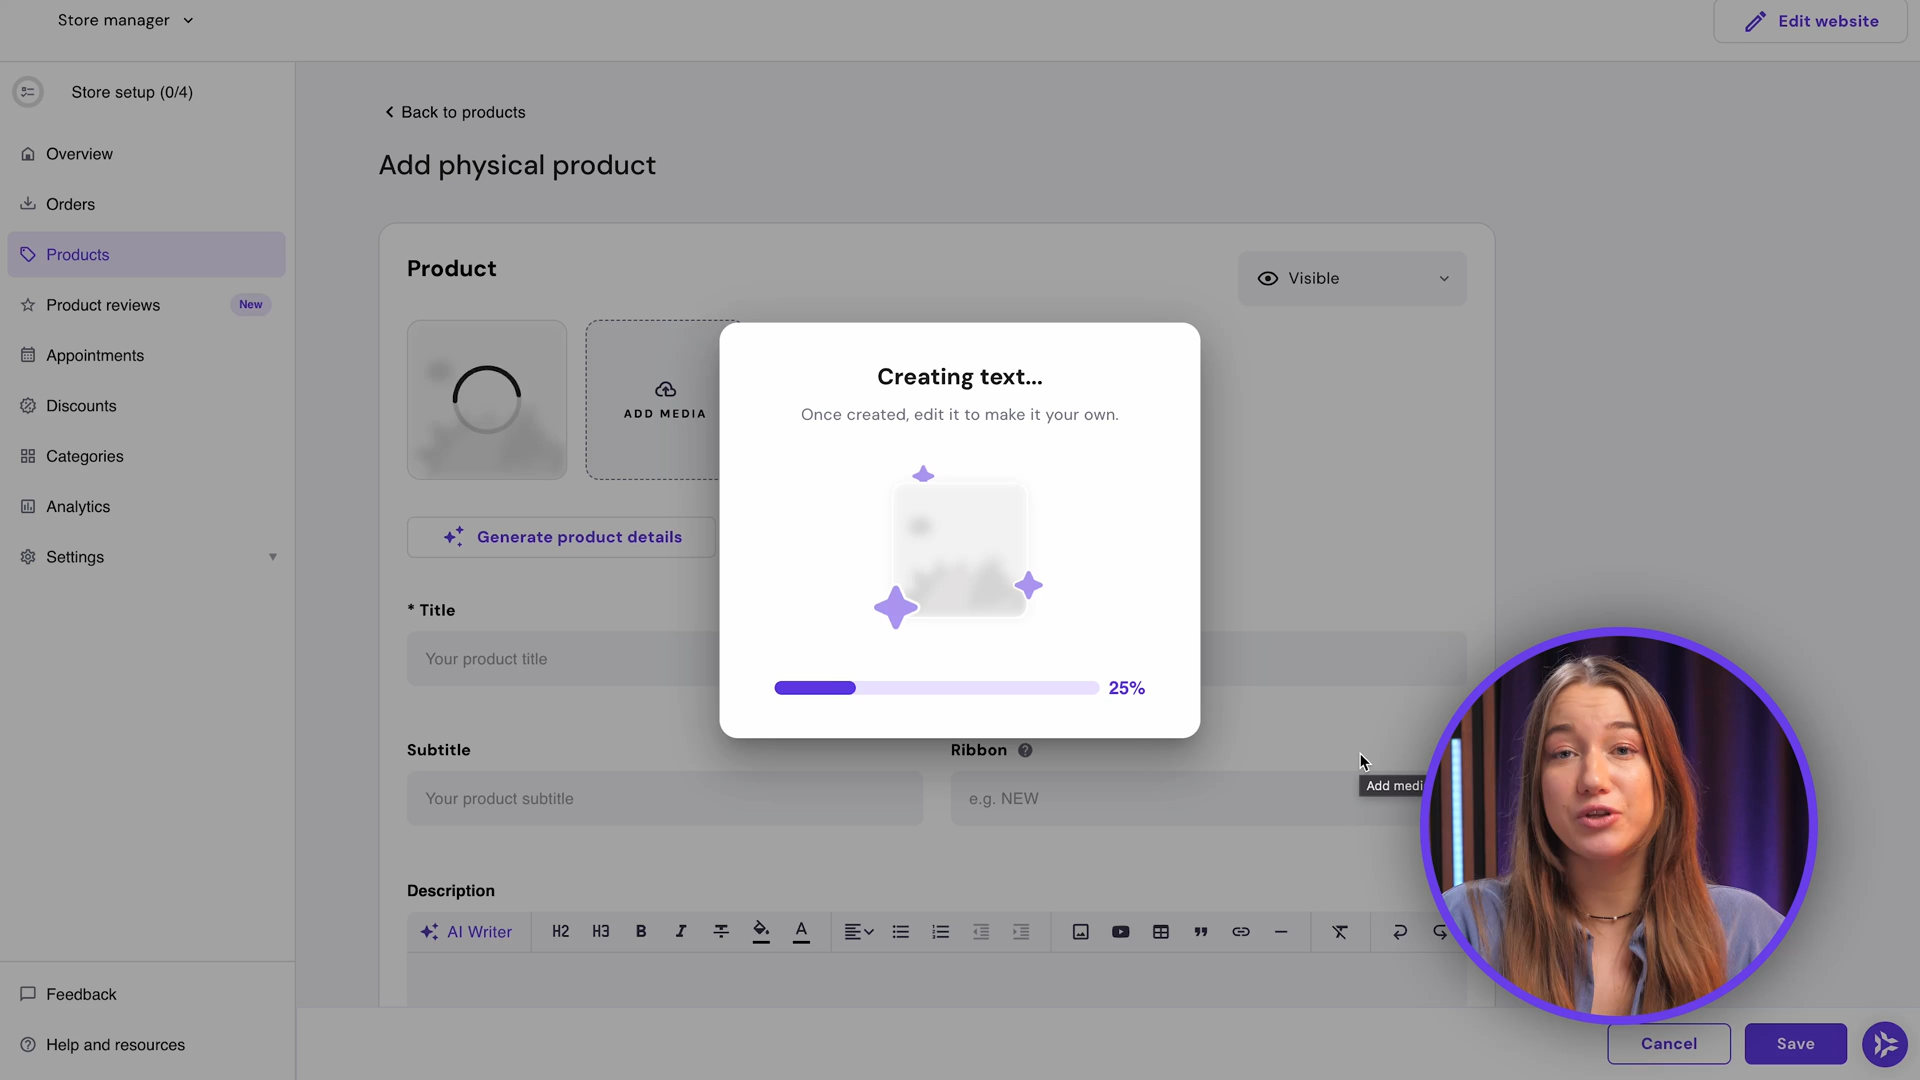 Store manager
Edit website
Store setup (0/4)
Overview
Orders
Products
Product reviews
New
Appointments
Discounts
Categories
Analytics
Settings
Feedback
Help and resources
Back to products
Add physical product
Product
Visible
ADD MEDIA
Generate product details
Creating text...
Once created, edit it to make it your own.
25%
* Title
Your product title
Subtitle
Your product subtitle
Ribbon
e.g. NEW
Add medi
Description
AI Writer
H2
H3
B
I
A
Cancel
Save